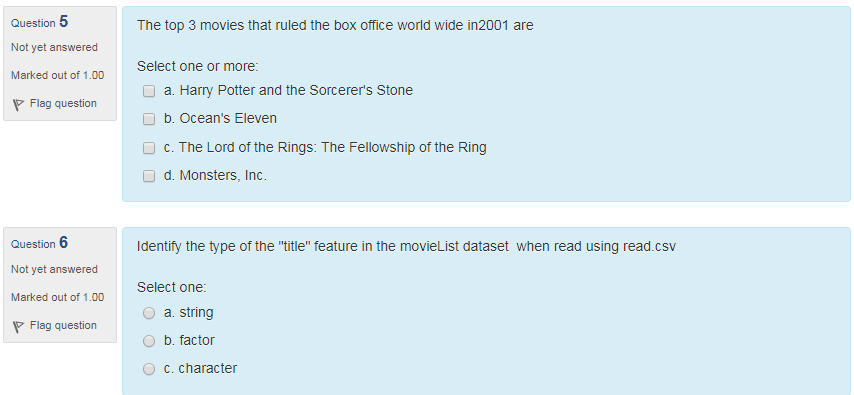 Question 5
Not yet answered
Marked out of 1.00
Flag question
The top 3 movies that ruled the box office world wide in2001 are
Select one or more:
a. Harry Potter and the Sorcerer's Stone
b. Ocean's Eleven
c. The Lord of the Rings: The Fellowship of the Ring
d. Monsters, Inc.
Question 6
Not yet answered
Marked out of 1.00
Flag question
Identify the type of the "title" feature in the movieList dataset  when read using read.csv
Select one:
a. string
b. factor
c. character